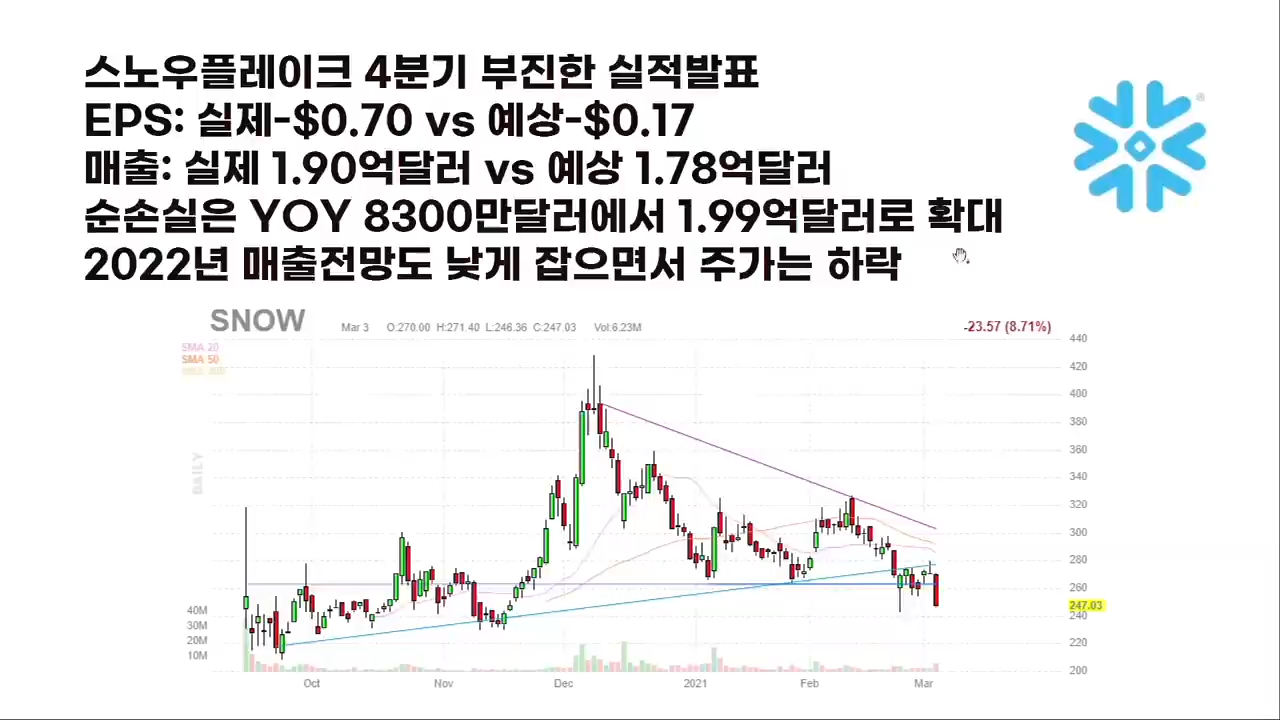 스노우플레이크 4분기 부진한 실적발표
EPS: 실제-$0.70 vs 예상-$0.17
매출: 실제 1.90억달러 vs 예상 1.78억달러
순손실은 YOY 8300만달러에서 1.99억달러로 확대
2022년 매출전망도 낮게 잡으면서 주가는 하락
®
SNOW Mar 3 O:270.00 H:271.40 L:246.36 C:247.03 Vol:6.23M -23.57 (8.71%)
SMA 20
SMA 50
DAILY
440
420
400
380
360
340
320
300
280
260
247.03
240
220
200
40M
30M
20M
10M
Oct Nov Dec 2021 Feb Mar